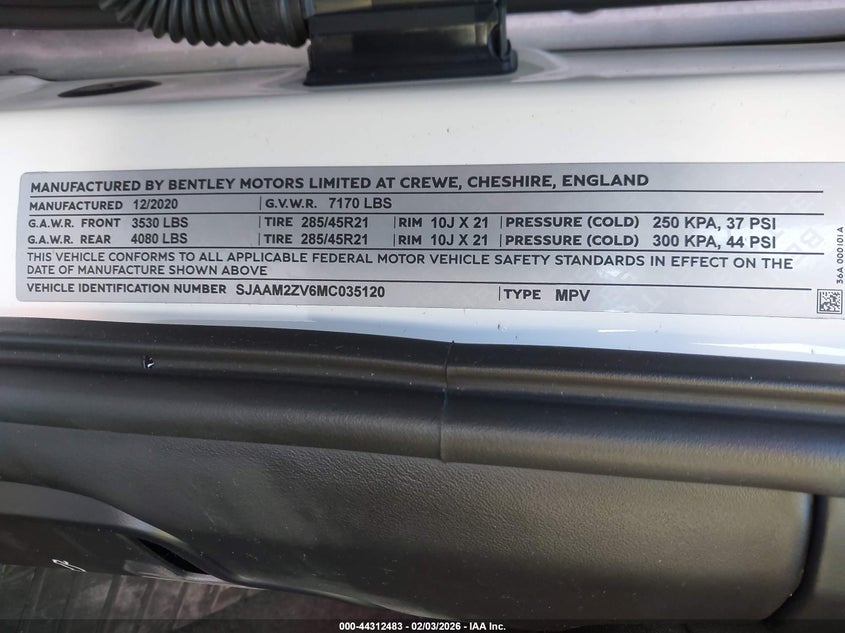 MANUFACTURED BY BENTLEY MOTORS LIMITED AT CREWE, CHESHIRE, ENGLAND
MANUFACTURED 12/2020 G.V.W.R. 7170 LBS
G.A.W.R. FRONT 3530 LBS TIRE 285/45R21 RIM 10J X 21 PRESSURE (COLD) 250 KPA, 37 PSI
G.A.W.R. REAR 4080 LBS TIRE 285/45R21 RIM 10J X 21 PRESSURE (COLD) 300 KPA, 44 PSI
THIS VEHICLE CONFORMS TO ALL APPLICABLE FEDERAL MOTOR VEHICLE SAFETY STANDARDS IN EFFECT ON THE
DATE OF MANUFACTURE SHOWN ABOVE
VEHICLE IDENTIFICATION NUMBER SJAAM2ZV6MC035120 TYPE MPV
36A 000101A
000-44312483 - 02/03/2026 - IAA Inc.